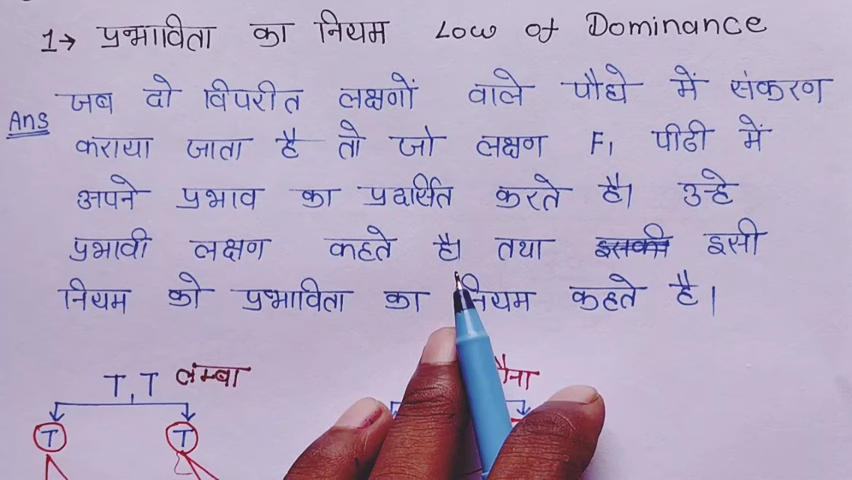 1→ प्रभाविता का नियम Low of Dominance
Ans जब दो विपरीत लक्षणों वाले पौधे में संकरण
कराया जाता है तो जो लक्षण F₁ पीढी में
अपने प्रभाव का प्रदर्सित करते है। उन्हे
प्रभावी लक्षण कहते है। तथा इसी
नियम को प्रभाविता का नियम कहते है।
T, T लम्बा
T T